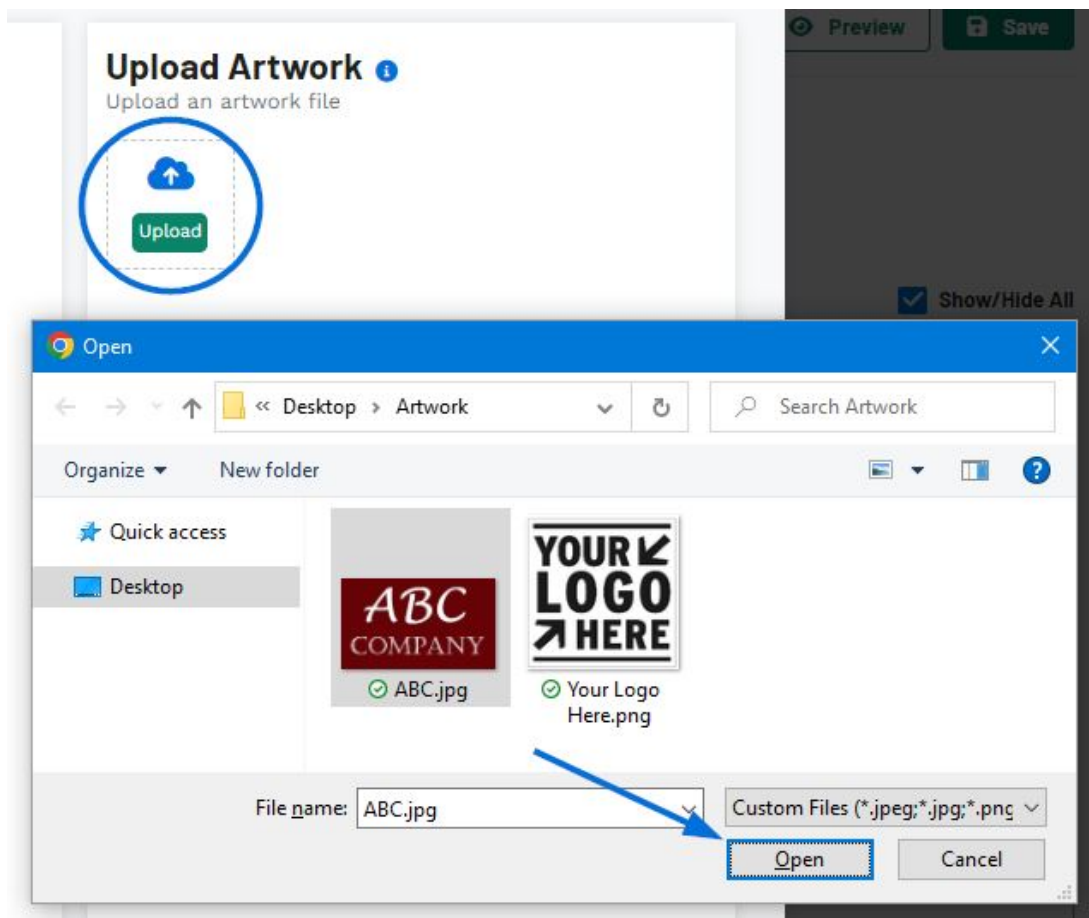 Preview
Save
Upload Artwork
Upload an artwork file
Upload
Show/Hide All
Open
« Desktop > Artwork
Search Artwork
Organize
New folder
Quick access
Desktop
ABC
COMPANY
ABC.jpg
YOUR
LOGO
HERE
Your Logo
Here.png
File name: ABC.jpg
Custom Files (*.jpeg;*.jpg;*.png
Open
Cancel